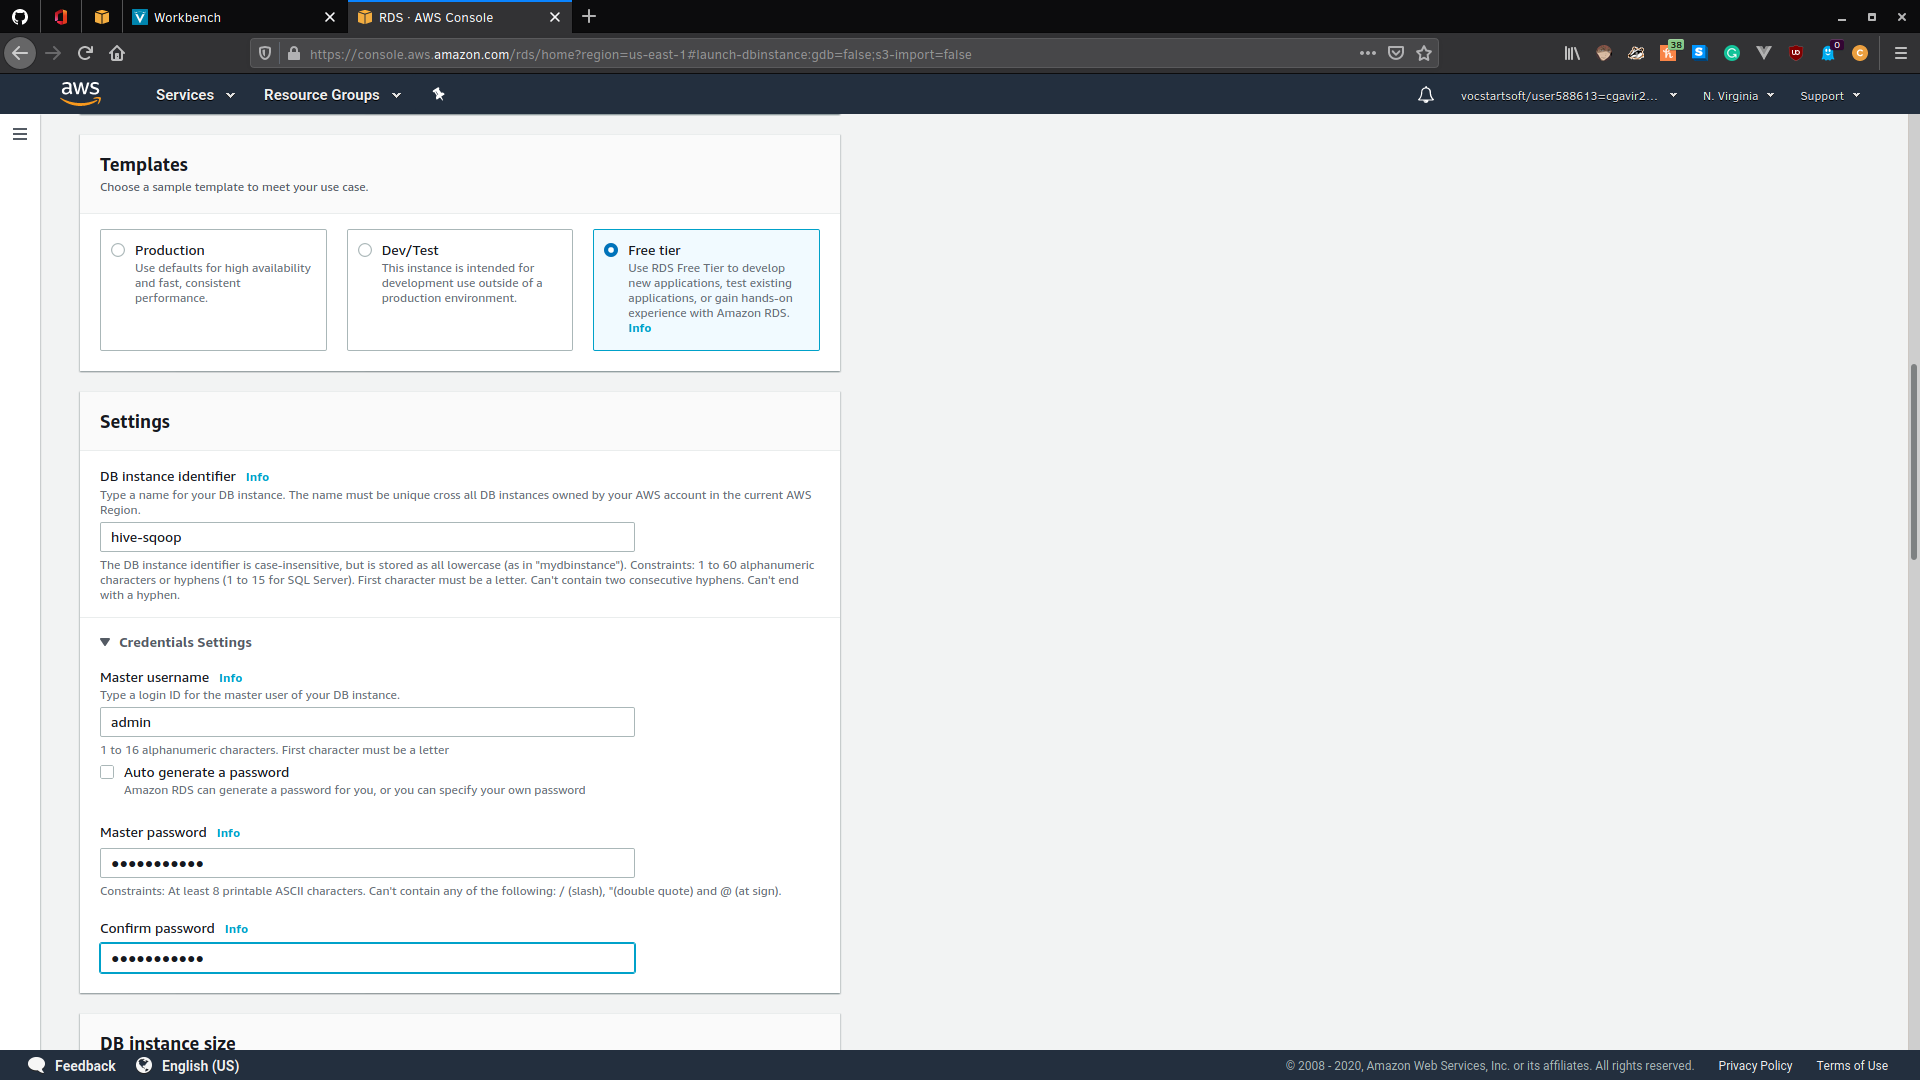 Workbench
RDS · AWS Console
https://console.aws.amazon.com/rds/home?region=us-east-1#launch-dbinstance:gdb=false;s3-import=false
38
S
UD
0
C
aws
Services
Resource Groups
vocstartsoft/user588613=cgavir2...
N. Virginia
Support
Templates
Choose a sample template to meet your use case.
Production
Use defaults for high availability
and fast, consistent
performance.
Dev/Test
This instance is intended for
development use outside of a
production environment.
Free tier
Use RDS Free Tier to develop
new applications, test existing
applications, or gain hands-on
experience with Amazon RDS.
Info
Settings
DB instance identifier Info
Type a name for your DB instance. The name must be unique cross all DB instances owned by your AWS account in the current AWS
Region.
hive-sqoop
The DB instance identifier is case-insensitive, but is stored as all lowercase (as in "mydbinstance"). Constraints: 1 to 60 alphanumeric
characters or hyphens (1 to 15 for SQL Server). First character must be a letter. Can't contain two consecutive hyphens. Can't end
with a hyphen.
Credentials Settings
Master username Info
Type a login ID for the master user of your DB instance.
admin
1 to 16 alphanumeric characters. First character must be a letter
Auto generate a password
Amazon RDS can generate a password for you, or you can specify your own password
Master password Info
•••••••••••
Constraints: At least 8 printable ASCII characters. Can't contain any of the following: / (slash), "(double quote) and @ (at sign).
Confirm password Info
•••••••••••
DB instance size
Feedback
English (US)
© 2008 - 2020, Amazon Web Services, Inc. or its affiliates. All rights reserved.
Privacy Policy
Terms of Use